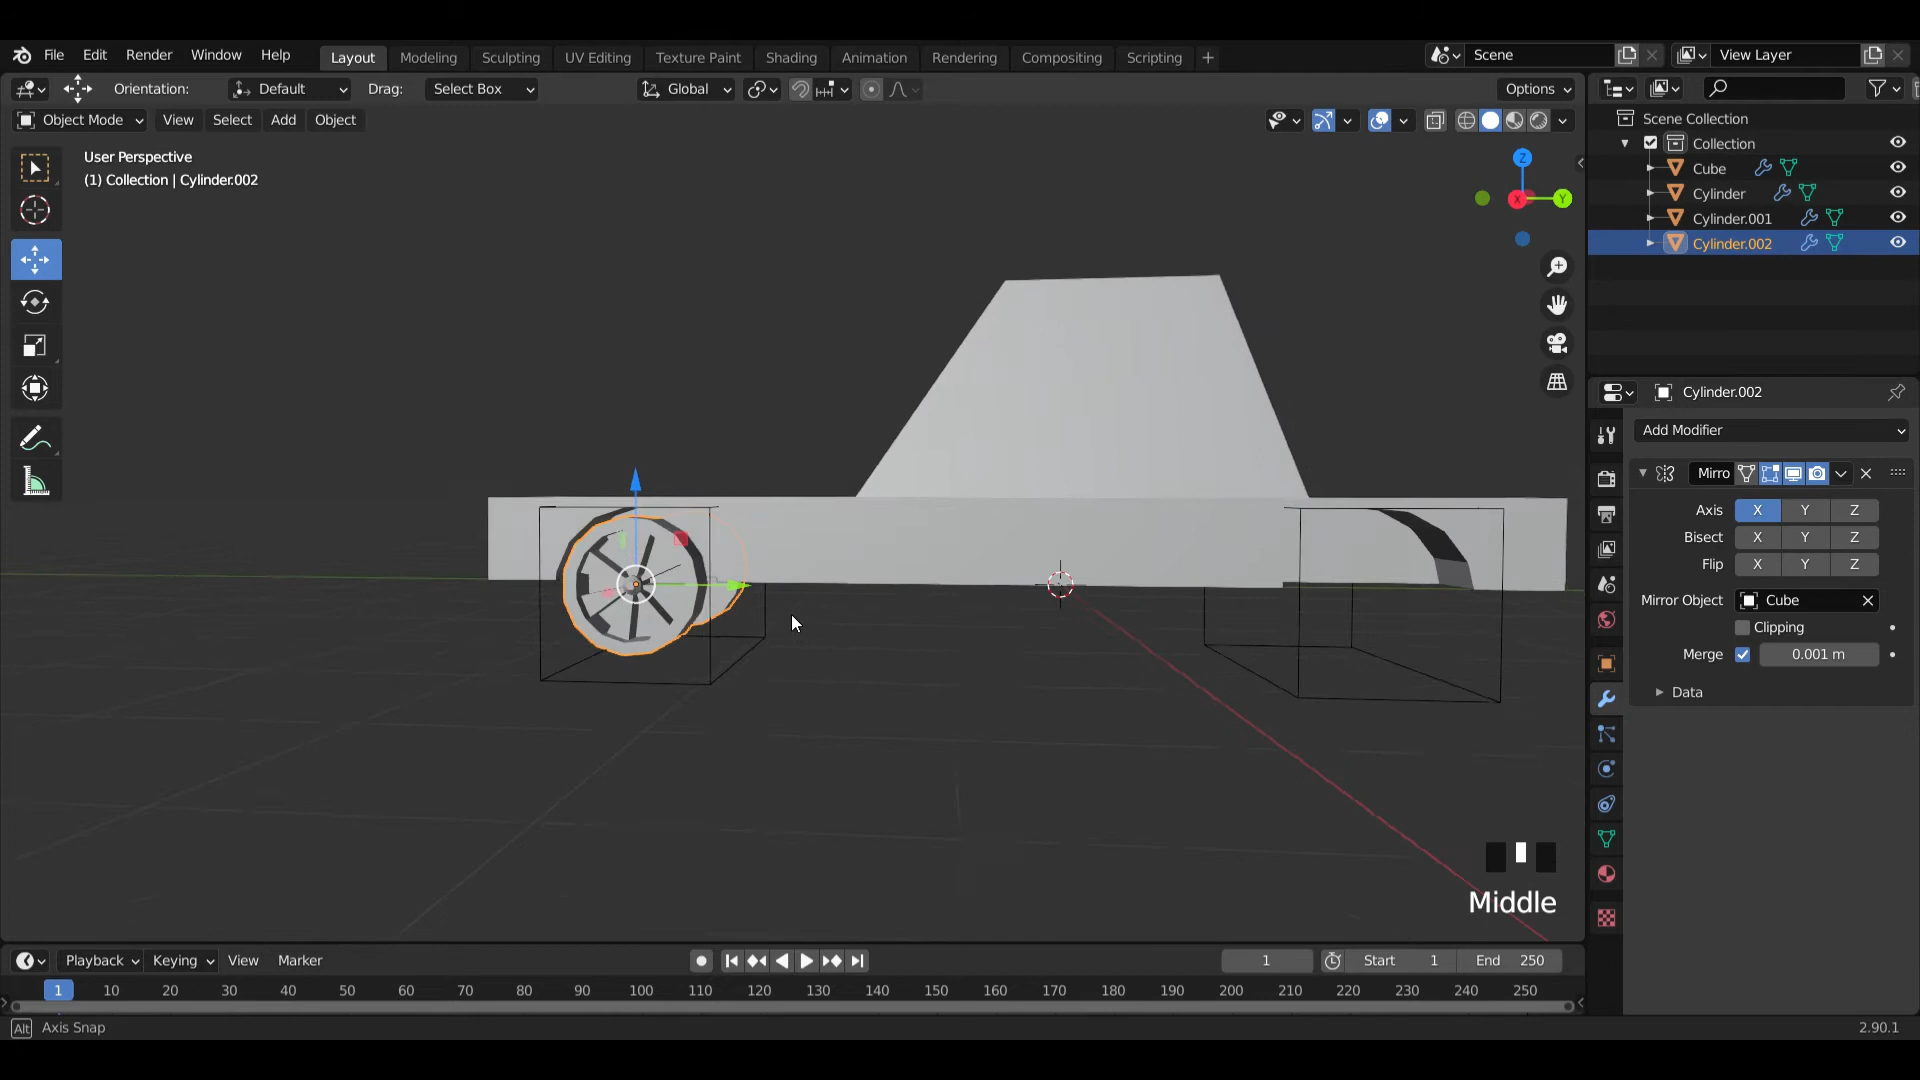 File Edit Render Window Help Layout Modeling Sculpting UV Editing Texture Paint Shading Animation Rendering Compositing Scripting + Scene View Layer
Orientation: Default Drag: Select Box Global Options
Object Mode View Select Add Object
User Perspective
(1) Collection | Cylinder.002
Z
X
Y
Scene Collection
Collection
Cube
Cylinder
Cylinder.001
Cylinder.002
Cylinder.002
Add Modifier
Mirro
Axis X Y Z
Bisect X Y Z
Flip X Y Z
Mirror Object Cube
Clipping
Merge 0.001 m
Data
Middle
Playback Keying View Marker 1 Start 1 End 250
1 10 20 30 40 50 60 70 80 90 100 110 120 130 140 150 160 170 180 190 200 210 220 230 240 250
Alt Axis Snap 2.90.1